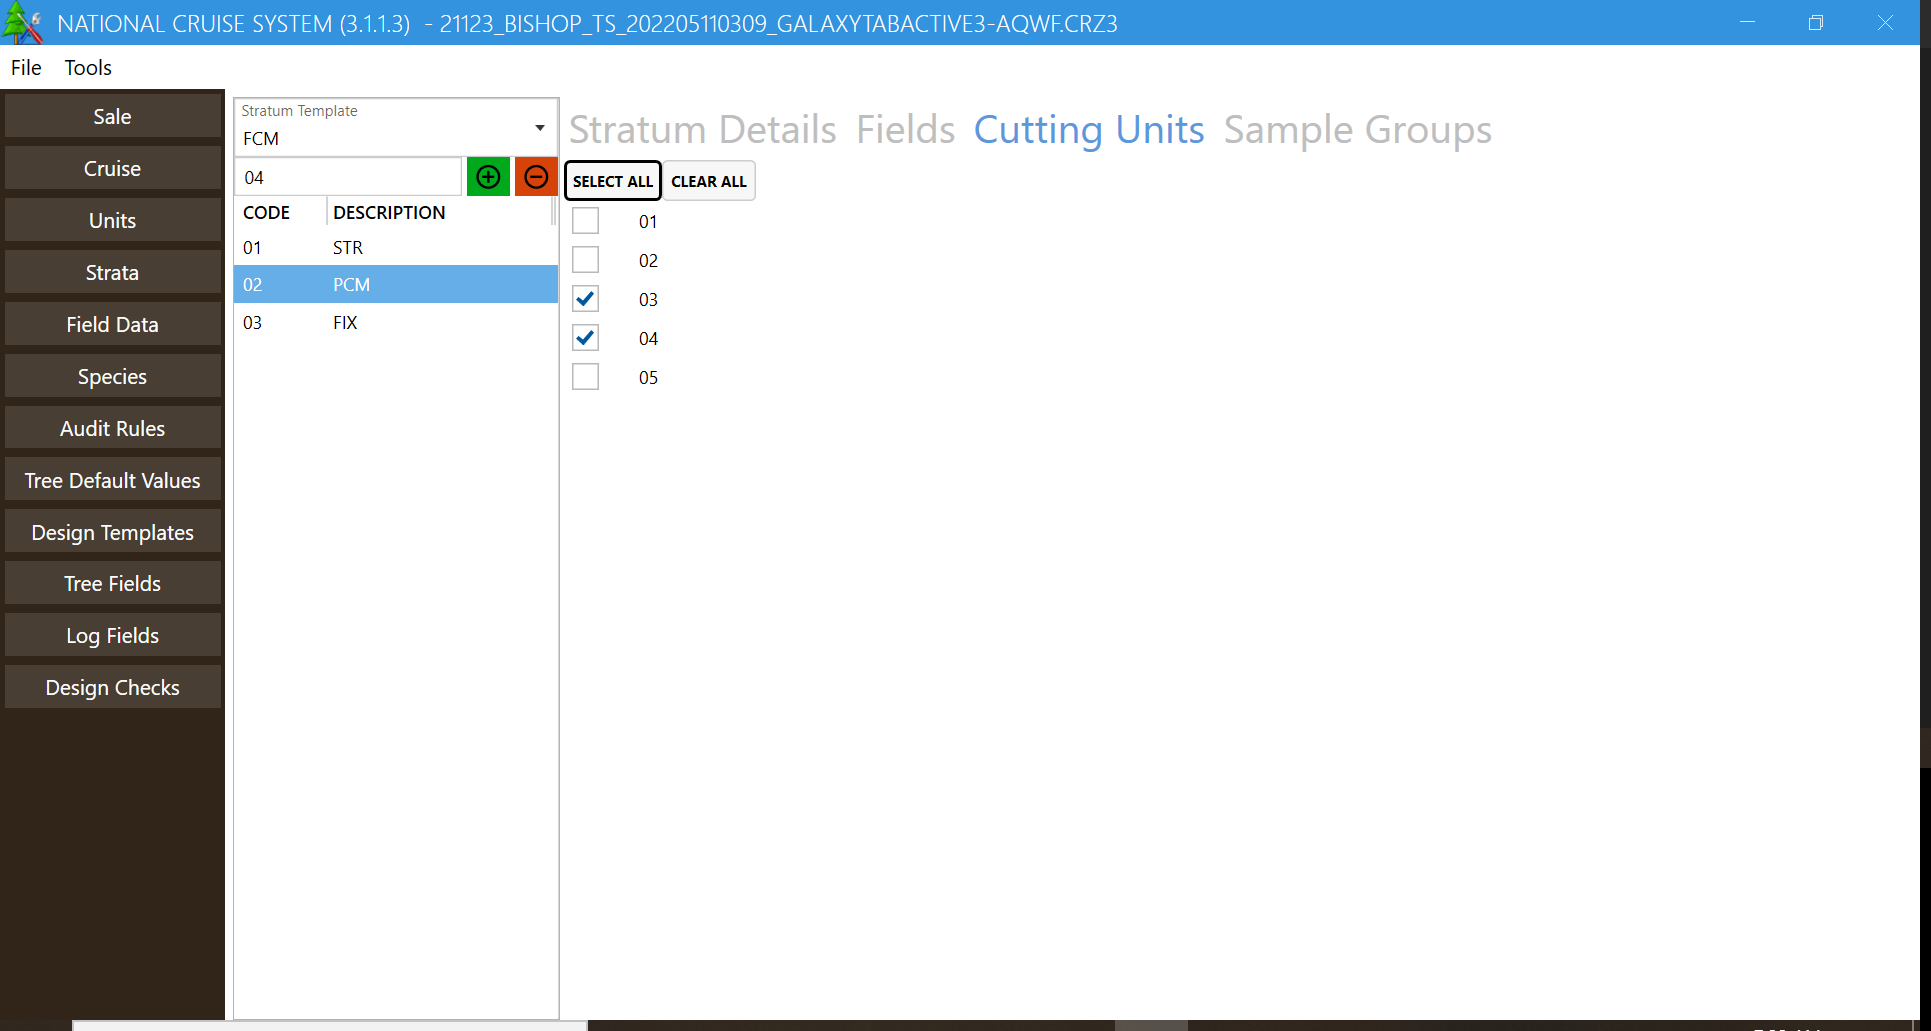 NATIONAL CRUISE SYSTEM (3.1.1.3) - 21123_BISHOP_TS_202205110309_GALAXYTABACTIVE3-AQWF.CRZ3
File Tools
Sale
Cruise
Units
Strata
Field Data
Species
Audit Rules
Tree Default Values
Design Templates
Tree Fields
Log Fields
Design Checks
Stratum Template
FCM
04
CODE DESCRIPTION
01 STR
02 PCM
03 FIX
Stratum Details Fields Cutting Units Sample Groups
SELECT ALL CLEAR ALL
01
02
03
04
05